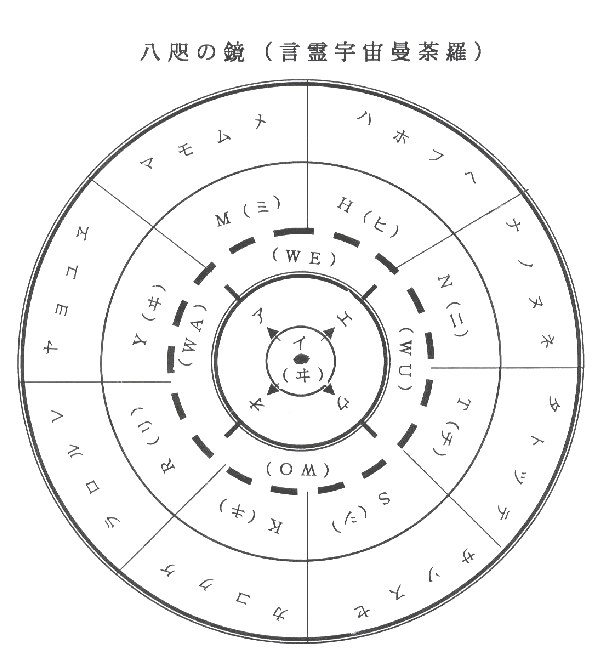 八咫の鏡(言霊宇宙曼荼羅)
ハホフヘ
ナノヌネ
タトツテ
サソスセ
カコクケ
ラロルレ
ヤヨユヱ
マモムメ
H(ヒ)
N(ニ)
T(チ)
S(シ)
K(キ)
R(リ)
Y(ヰ)
M(ミ)
(WE)
(WU)
(WO)
(WA)
ア
エ
ウ
オ
イ
(ヰ)